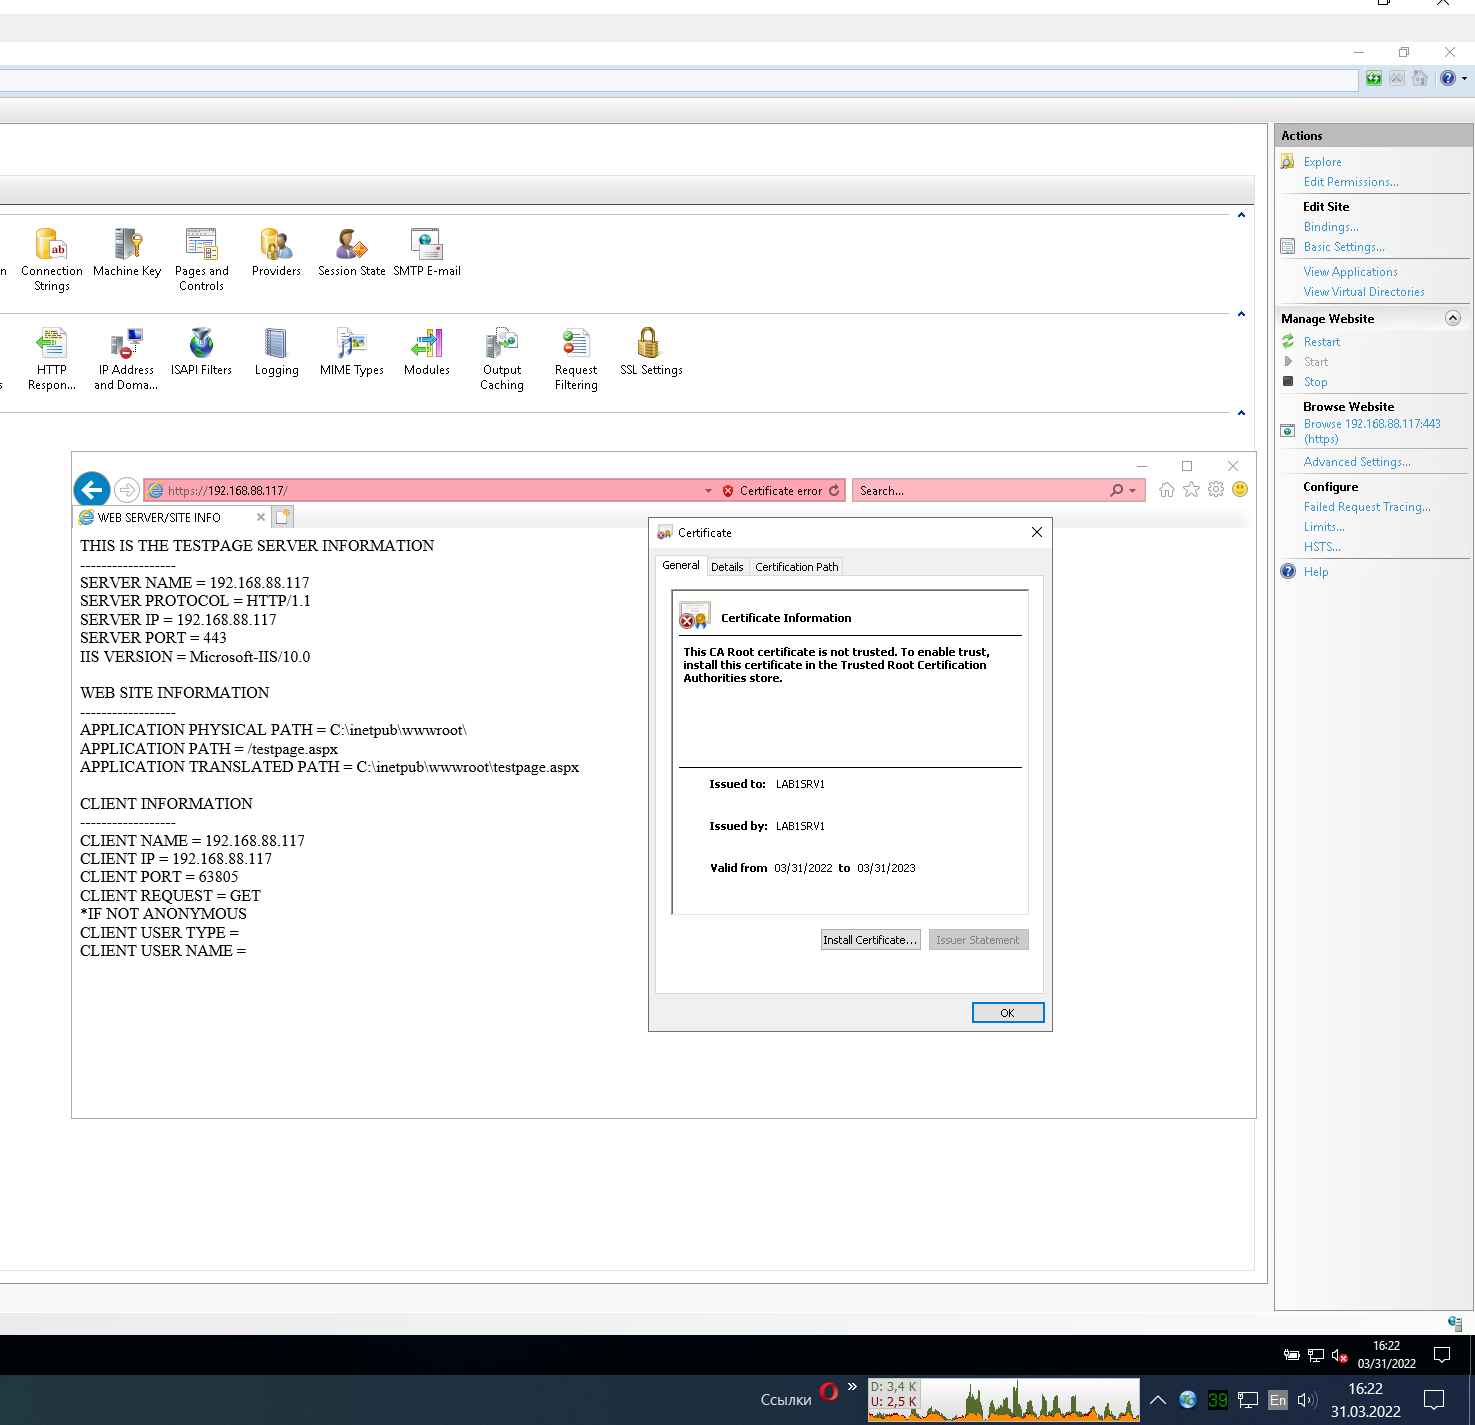 Actions
Explore
Edit Permissions...
Edit Site
Bindings...
Basic Settings...
View Applications
View Virtual Directories
Manage Website
Restart
Start
Stop
Browse Website
Browse 192.168.88.117:443
(https)
Advanced Settings...
Configure
Failed Request Tracing...
Limits...
HSTS...
Help
n
Connection
Strings
Machine Key
Pages and
Controls
Providers
Session State
SMTP E-mail
s
HTTP
Respon...
IP Address
and Doma...
ISAPI Filters
Logging
MIME Types
Modules
Output
Caching
Request
Filtering
SSL Settings
https://192.168.88.117/
Certificate error
Search...
WEB SERVER/SITE INFO
THIS IS THE TESTPAGE SERVER INFORMATION
------------------
SERVER NAME = 192.168.88.117
SERVER PROTOCOL = HTTP/1.1
SERVER IP = 192.168.88.117
SERVER PORT = 443
IIS VERSION = Microsoft-IIS/10.0
WEB SITE INFORMATION
------------------
APPLICATION PHYSICAL PATH = C:\inetpub\wwwroot\
APPLICATION PATH = /testpage.aspx
APPLICATION TRANSLATED PATH = C:\inetpub\wwwroot\testpage.aspx
CLIENT INFORMATION
------------------
CLIENT NAME = 192.168.88.117
CLIENT IP = 192.168.88.117
CLIENT PORT = 63805
CLIENT REQUEST = GET
*IF NOT ANONYMOUS
CLIENT USER TYPE =
CLIENT USER NAME =
Certificate
General
Details
Certification Path
Certificate Information
This CA Root certificate is not trusted. To enable trust,
install this certificate in the Trusted Root Certification
Authorities store.
Issued to: LAB1SRV1
Issued by: LAB1SRV1
Valid from 03/31/2022 to 03/31/2023
Install Certificate...
Issuer Statement
OK
16:22
03/31/2022
Ссылки
»
D: 3,4 K
U: 2,5 K
39
En
16:22
31.03.2022